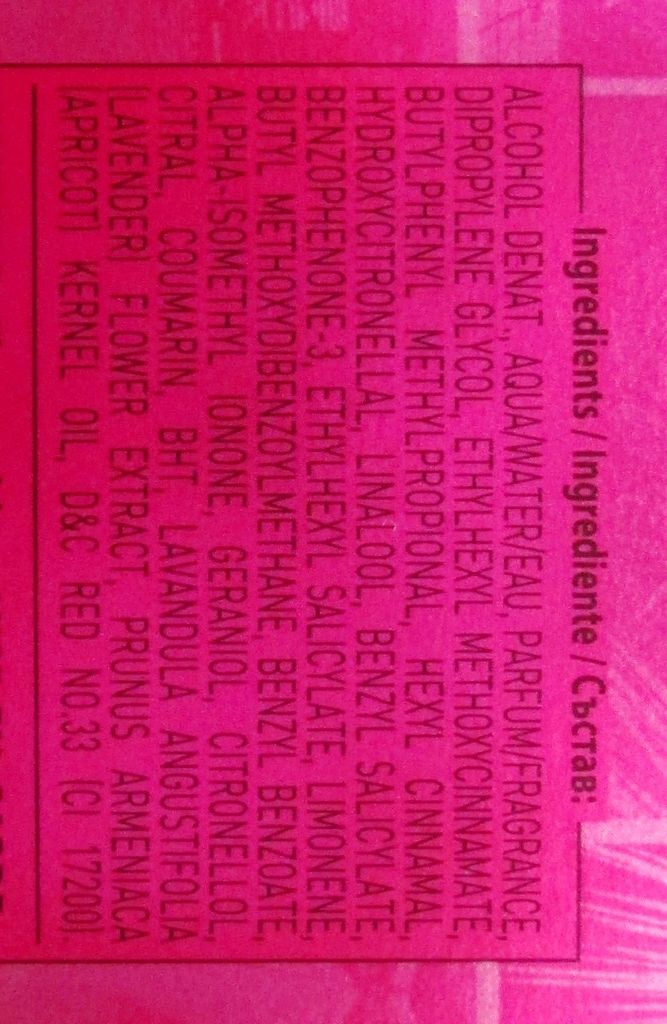 Ingredients / Ingrediente / Състав:
ALCOHOL DENAT., AQUA/WATER/EAU, PARFUM/FRAGRANCE,
DIPROPYLENE GLYCOL, ETHYLHEXYL METHOXYCINNAMATE,
BUTYLPHENYL METHYLPROPIONAL, HEXYL CINNAMAL,
HYDROXYCITRONELLAL, LINALOOL, BENZYL SALICYLATE,
BENZOPHENONE-3, ETHYLHEXYL SALICYLATE, LIMONENE,
BUTYL METHOXYDIBENZOYLMETHANE, BENZYL BENZOATE,
ALPHA-ISOMETHYL IONONE, GERANIOL, CITRONELLOL,
CITRAL, COUMARIN, BHT, LAVANDULA ANGUSTIFOLIA
(LAVENDER) FLOWER EXTRACT, PRUNUS ARMENIACA
(APRICOT) KERNEL OIL, D&C RED NO.33 (CI 17200).